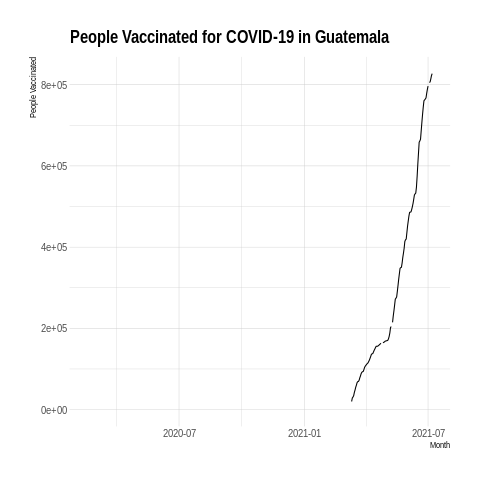 People Vaccinated for COVID-19 in Guatemala
People Vaccinated
8e+05
6e+05
4e+05
2e+05
0e+00
2020-07
2021-01
2021-07
Month